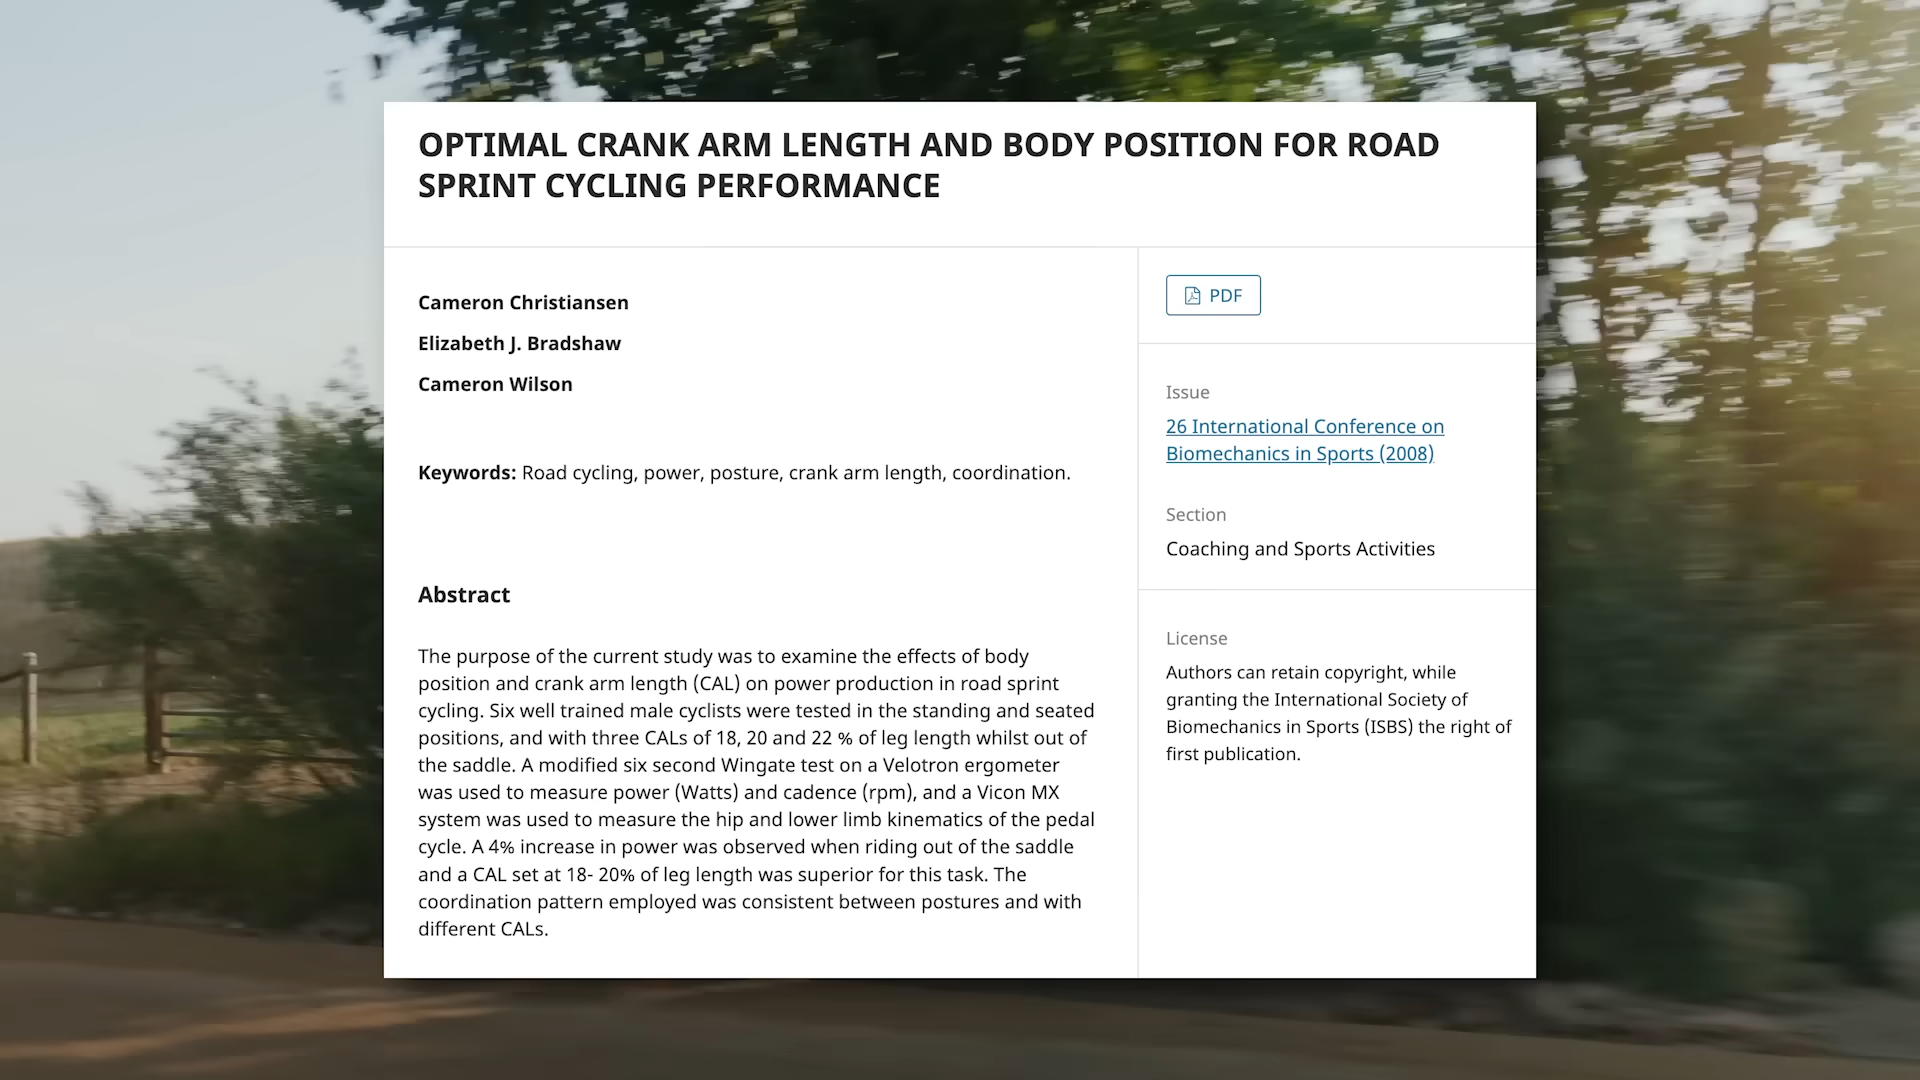 OPTIMAL CRANK ARM LENGTH AND BODY POSITION FOR ROAD
SPRINT CYCLING PERFORMANCE
Cameron Christiansen
Elizabeth J. Bradshaw
Cameron Wilson
Keywords: Road cycling, power, posture, crank arm length, coordination.
Abstract
The purpose of the current study was to examine the effects of body
position and crank arm length (CAL) on power production in road sprint
cycling. Six well trained male cyclists were tested in the standing and seated
positions, and with three CALs of 18, 20 and 22 % of leg length whilst out of
the saddle. A modified six second Wingate test on a Velotron ergometer
was used to measure power (Watts) and cadence (rpm), and a Vicon MX
system was used to measure the hip and lower limb kinematics of the pedal
cycle. A 4% increase in power was observed when riding out of the saddle
and a CAL set at 18- 20% of leg length was superior for this task. The
coordination pattern employed was consistent between postures and with
different CALs.
PDF
Issue
26 International Conference on
Biomechanics in Sports (2008)
Section
Coaching and Sports Activities
License
Authors can retain copyright, while
granting the International Society of
Biomechanics in Sports (ISBS) the right of
first publication.